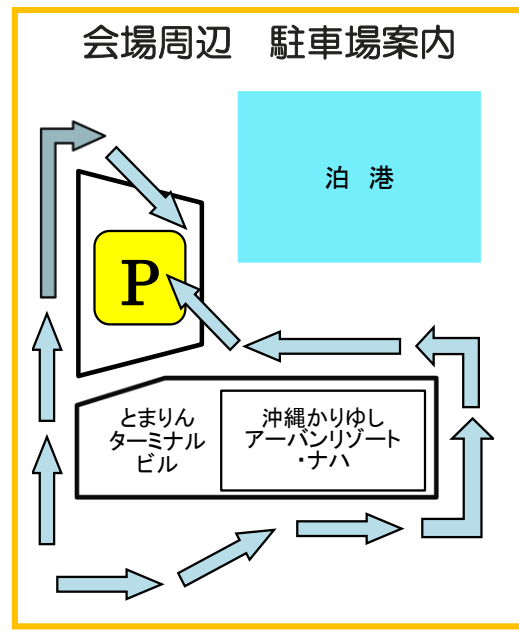 会場周辺　駐車場案内
泊　港
P
とまりん
ターミナル
ビル
沖縄かりゆし
アーバンリゾート
・ナハ